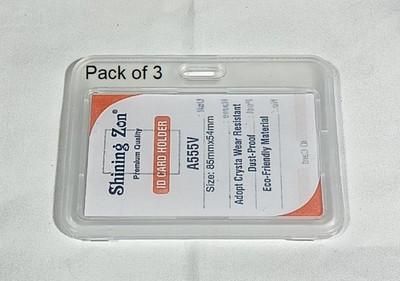 Pack of 3
Shining Zon®
Premium Quality
ID CARD HOLDER
A555V
Size: 85mmx54mm
Adopt Crysta Wear Resistant
Dust-Proof
Eco-Friendly Material